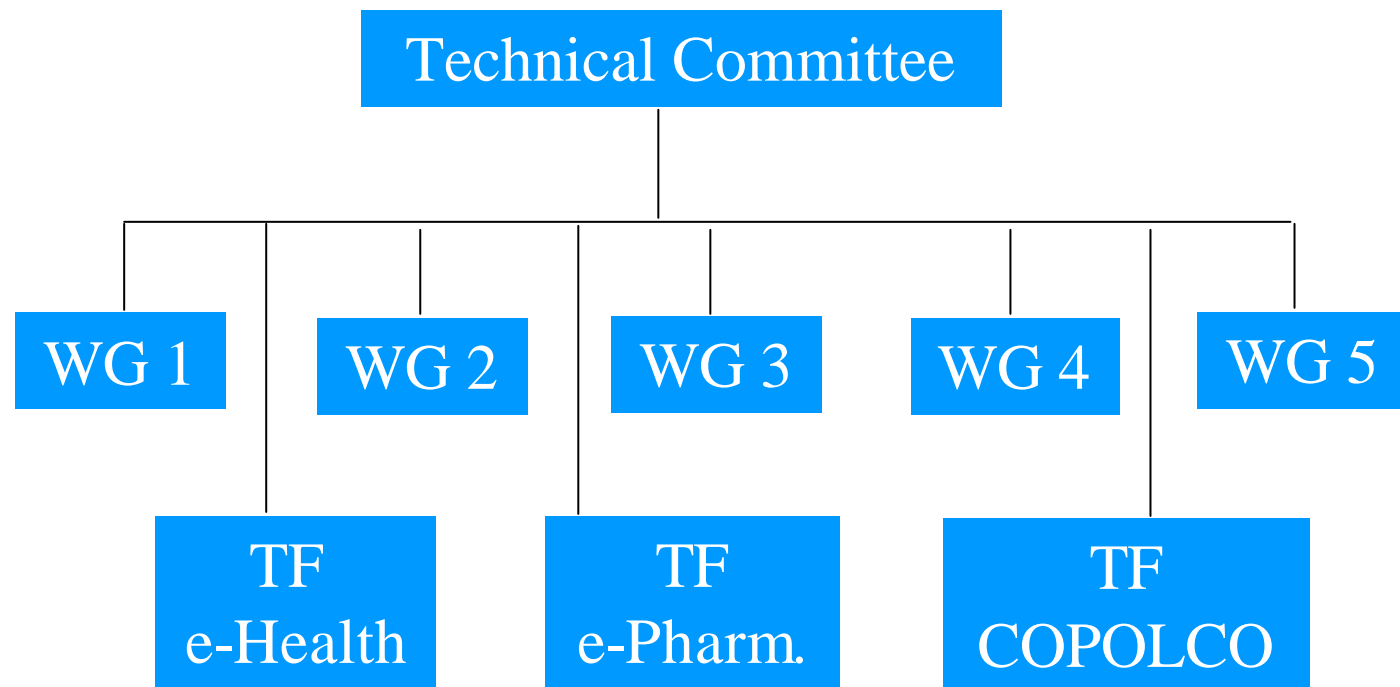 Technical Committee
WG 1
WG 2
WG 3
WG 4
WG 5
TF
e-Health
TF
e-Pharm.
TF
COPOLCO